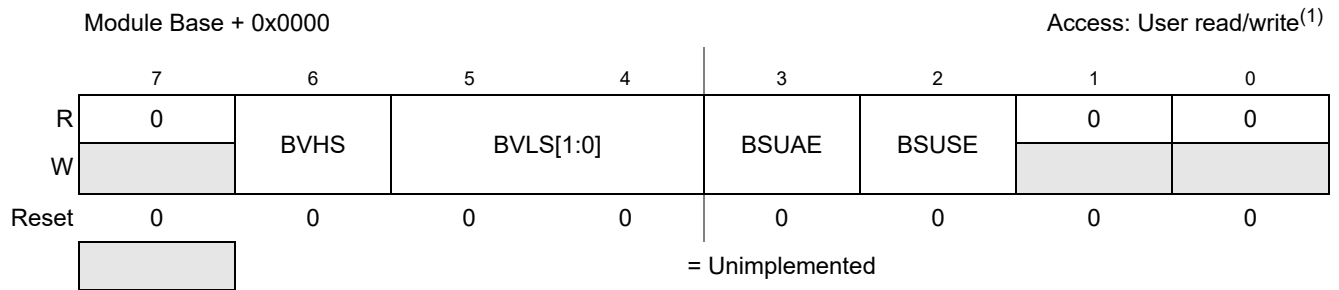 Module Base + 0x0000 Access: User read/write(1)
7 6 5 4 3 2 1 0
R 0 BVHS BVLS[1:0] BSUAE BSUSE 0 0
W
Reset 0 0 0 0 0 0 0 0
= Unimplemented